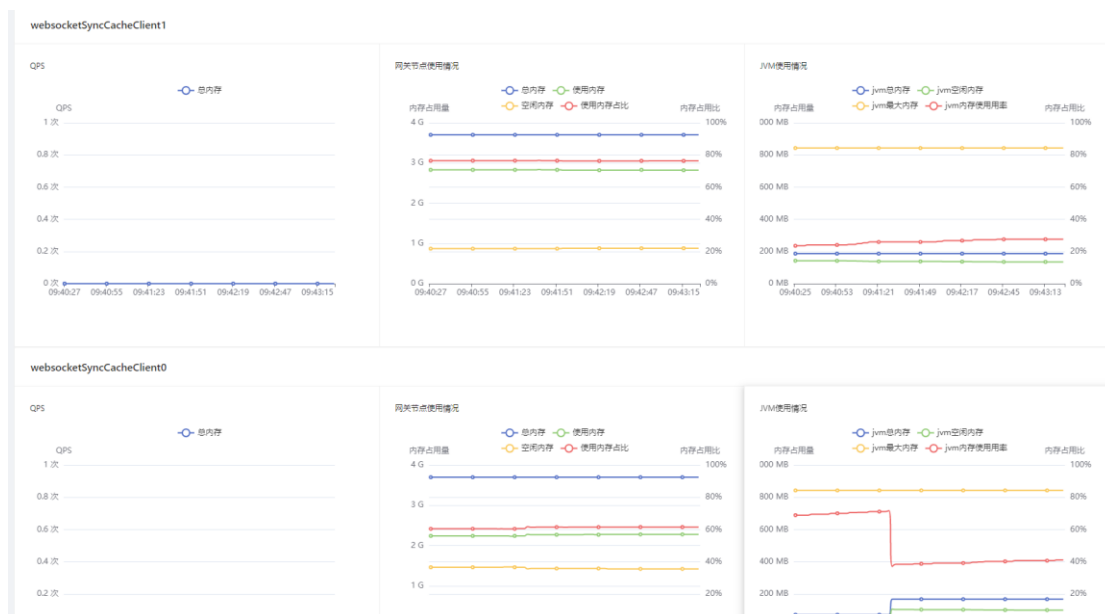 websocketSyncCacheClient1
QPS
总内存
QPS
1 次
0.8 次
0.6 次
0.4 次
0.2 次
0 次
09:40:27 09:40:55 09:41:23 09:41:51 09:42:19 09:42:47 09:43:15
网关节点使用情况
总内存 使用内存
空闲内存 使用内存占比
内存占用量 内存占用比
4 G 100%
3 G 80%
60%
2 G
40%
1 G
20%
0 G 0%
09:40:27 09:40:55 09:41:23 09:41:51 09:42:19 09:42:47 09:43:15
JVM使用情况
jvm总内存 jvm空闲内存
jvm最大内存 jvm内存使用用率
内存占用量 内存占用比
000 MB 100%
800 MB 80%
600 MB 60%
400 MB 40%
200 MB 20%
0 MB 0%
09:40:25 09:40:53 09:41:21 09:41:49 09:42:17 09:42:45 09:43:13
websocketSyncCacheClient0
QPS
总内存
QPS
1 次
0.8 次
0.6 次
0.4 次
0.2 次
网关节点使用情况
总内存 使用内存
空闲内存 使用内存占比
内存占用量 内存占用比
4 G 100%
80%
3 G
60%
2 G
40%
1 G
20%
JVM使用情况
jvm总内存 jvm空闲内存
jvm最大内存 jvm内存使用用率
内存占用量 内存占用比
000 MB 100%
800 MB 80%
600 MB 60%
400 MB 40%
200 MB 20%